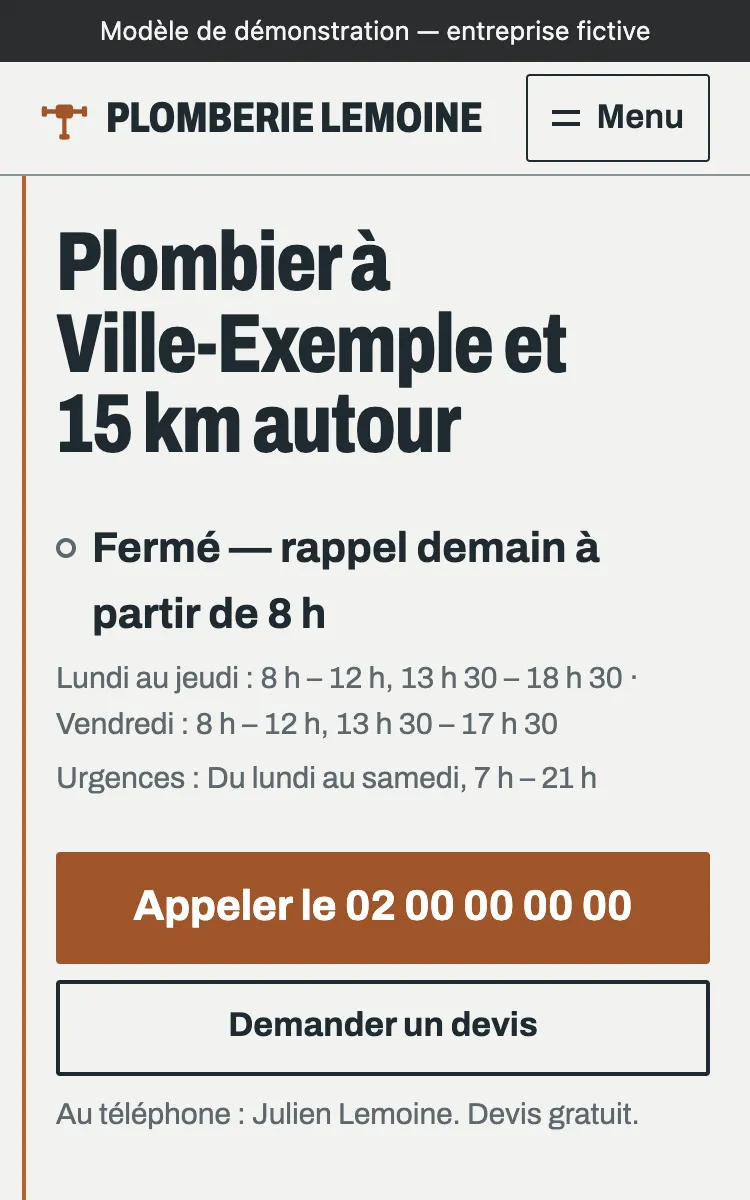 Modèle de démonstration — entreprise fictive
PLOMBERIE LEMOINE
Menu
Plombier à
Ville-Exemple et
15 km autour
Fermé — rappel demain à
partir de 8 h
Lundi au jeudi : 8 h – 12 h, 13 h 30 – 18 h 30 ·
Vendredi : 8 h – 12 h, 13 h 30 – 17 h 30
Urgences : Du lundi au samedi, 7 h – 21 h
Appeler le 02 00 00 00 00
Demander un devis
Au téléphone : Julien Lemoine. Devis gratuit.